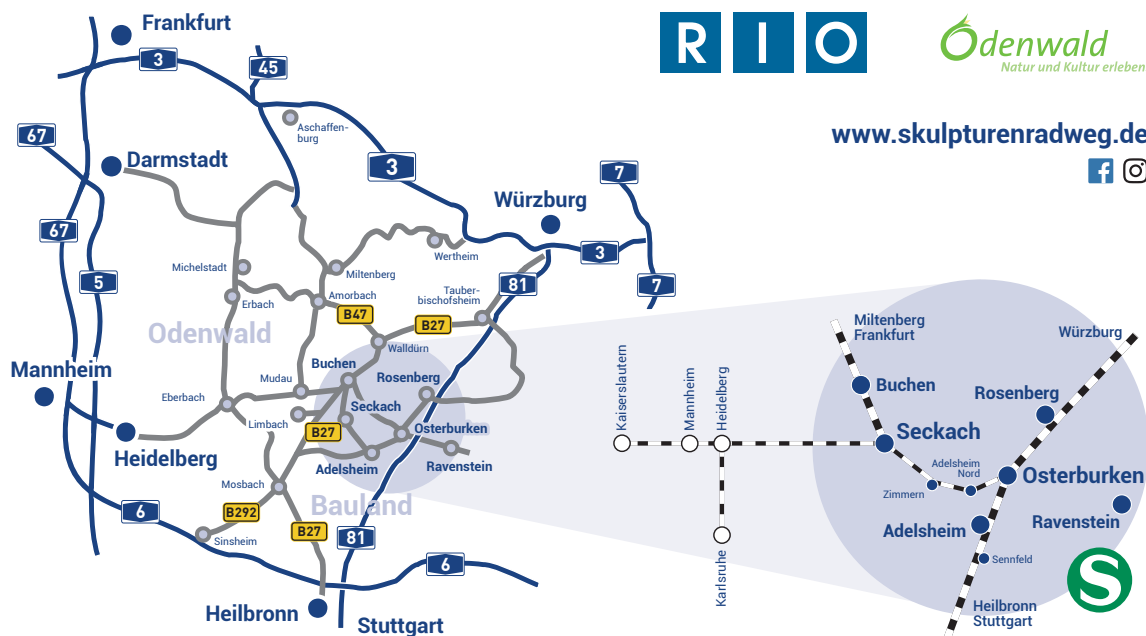 Frankfurt
3
45
R I O
Odenwald
Natur und Kultur erleben
67
Aschaffen-
burg
www.skulpturenradweg.de
Darmstadt
3
7
Würzburg
67
Wertheim
3
5
Michelstadt
Miltenberg
81
7
Erbach
Amorbach
Tauber-
bischofsheim
B47
B27
Odenwald
Walldürn
Miltenberg
Frankfurt
Würzburg
Mannheim
Buchen
Rosenberg
Mudau
Eberbach
Seckach
Limbach
B27
Osterburken
Heidelberg
Adelsheim
Ravenstein
Mosbach
Bauland
B292
6
B27
81
Sinsheim
6
Heilbronn
Stuttgart
Kaiserslautern
Mannheim
Heidelberg
Karlsruhe
Buchen
Rosenberg
Seckach
Adelsheim
Nord
Osterburken
Zimmern
Ravenstein
Adelsheim
Sennfeld
S
Heilbronn
Stuttgart